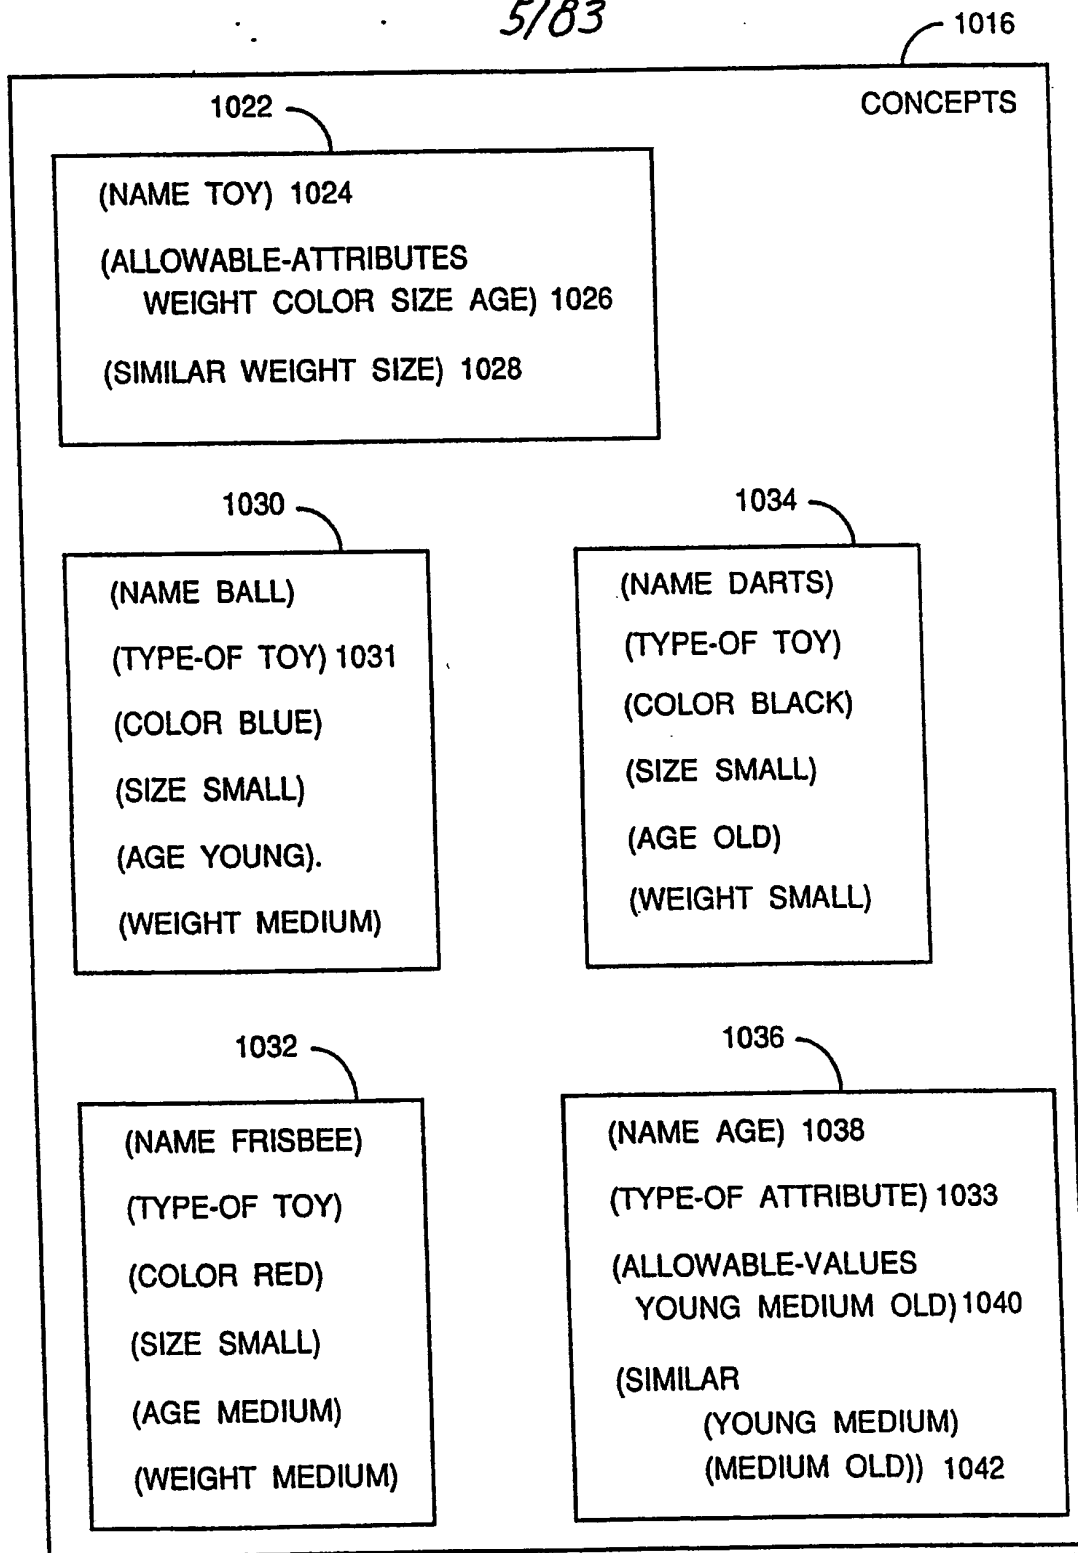 5/83
1016
CONCEPTS
1022
(NAME TOY) 1024
(ALLOWABLE-ATTRIBUTES
WEIGHT COLOR SIZE AGE) 1026
(SIMILAR WEIGHT SIZE) 1028
1030
(NAME BALL)
(TYPE-OF TOY) 1031
(COLOR BLUE)
(SIZE SMALL)
(AGE YOUNG).
(WEIGHT MEDIUM)
1034
(NAME DARTS)
(TYPE-OF TOY)
(COLOR BLACK)
(SIZE SMALL)
(AGE OLD)
(WEIGHT SMALL)
1032
(NAME FRISBEE)
(TYPE-OF TOY)
(COLOR RED)
(SIZE SMALL)
(AGE MEDIUM)
(WEIGHT MEDIUM)
1036
(NAME AGE) 1038
(TYPE-OF ATTRIBUTE) 1033
(ALLOWABLE-VALUES
YOUNG MEDIUM OLD) 1040
(SIMILAR
(YOUNG MEDIUM)
(MEDIUM OLD)) 1042